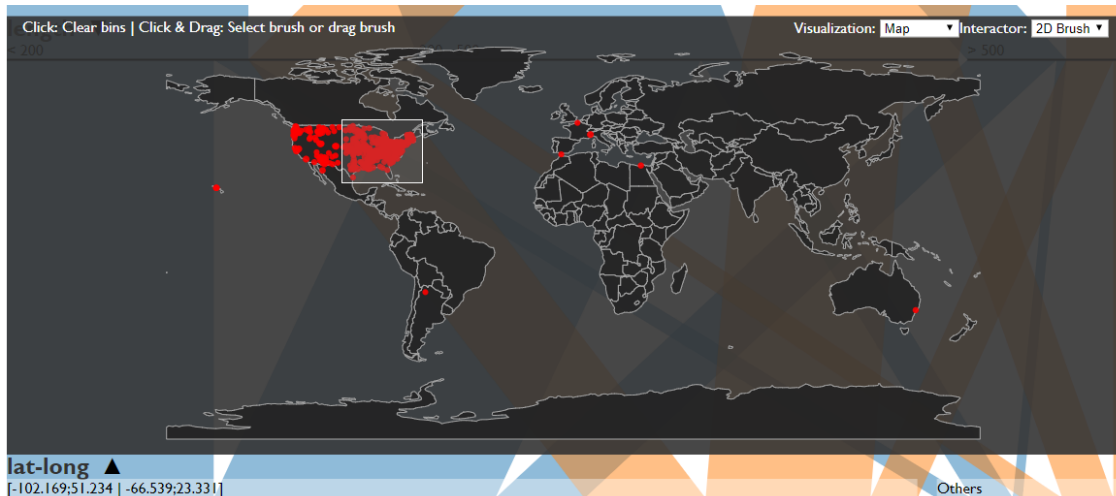 Click: Clear bins | Click & Drag: Select brush or drag brush
Visualization: Map Interactor: 2D Brush
< 200
> 500
lat-long ▲
[-102.169;51.234 | -66.539;23.331]
Others